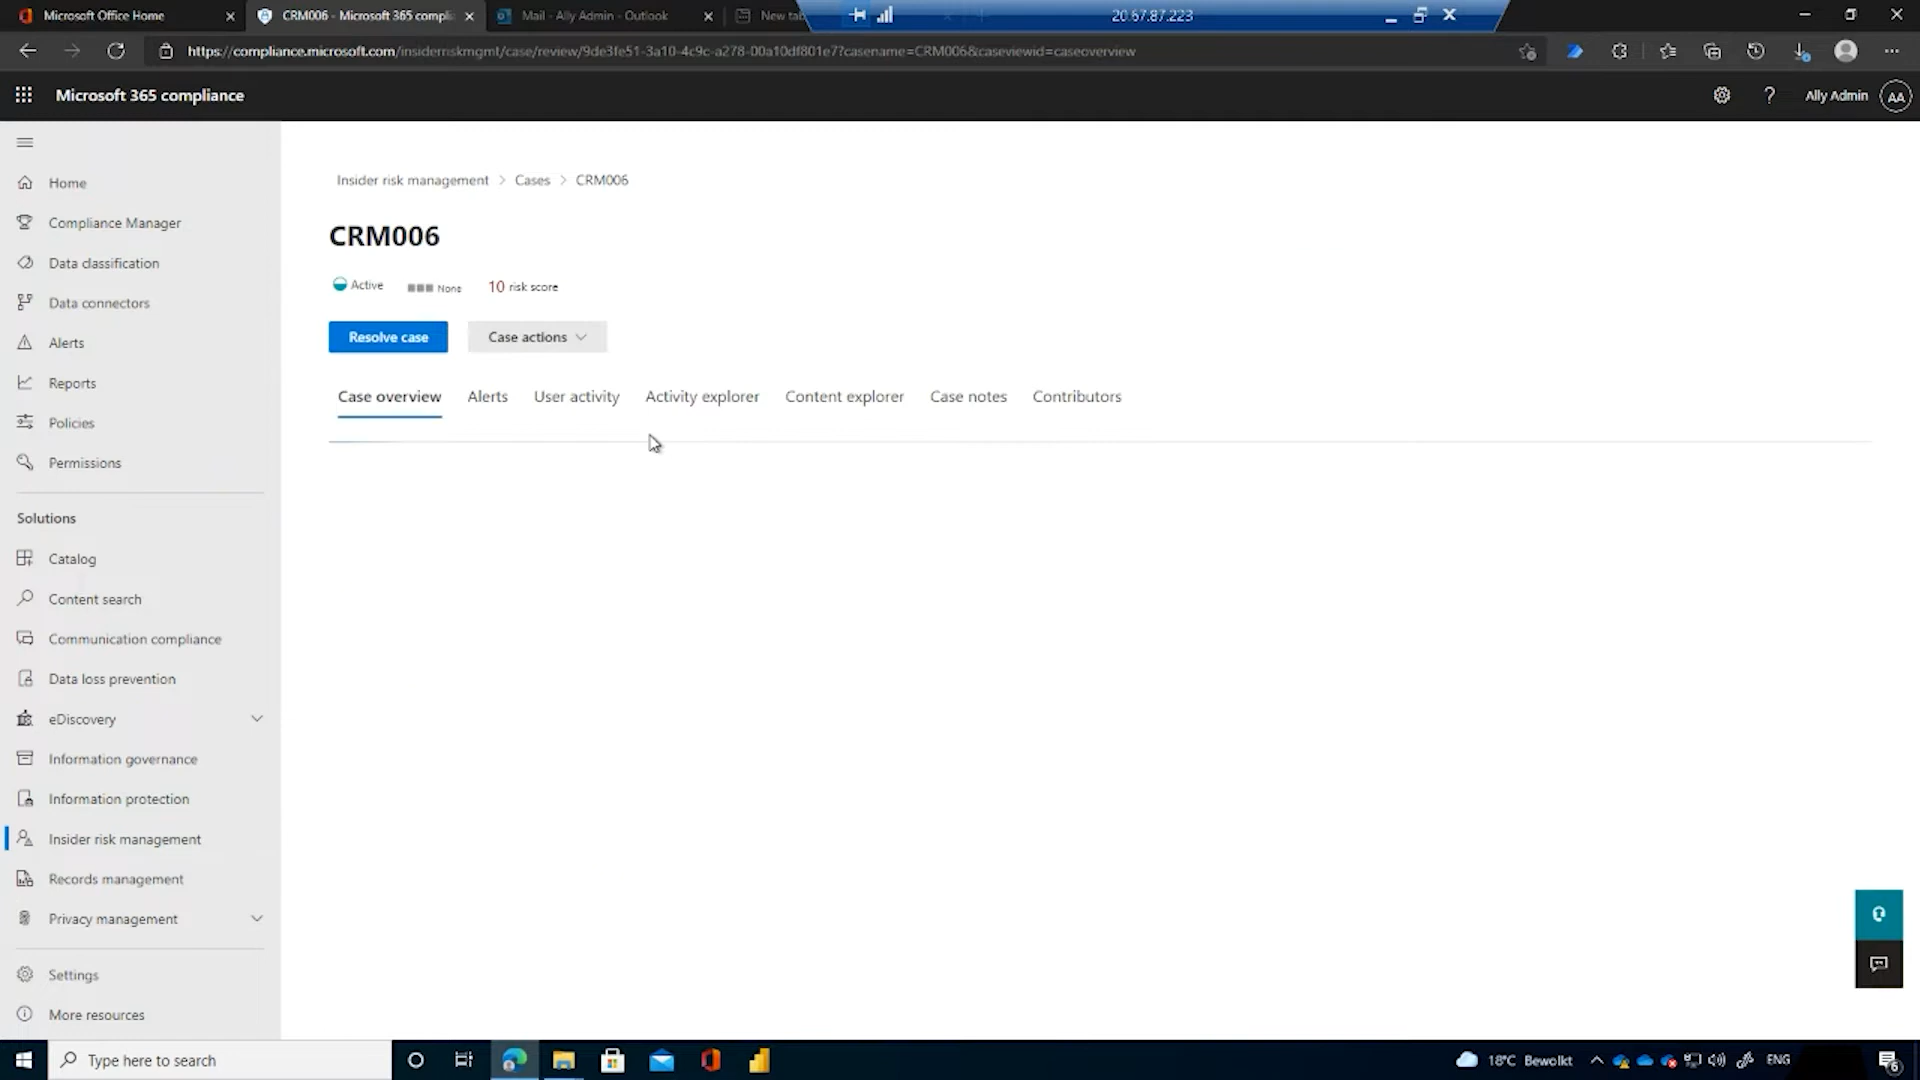 Microsoft Office Home
CRM006 - Microsoft 365 compli
Mail - Ally Admin - Outlook
New tab
20.67.87.223
https://compliance.microsoft.com/insiderriskmgmt/case/review/9de3fe51-3a10-4c9c-a278-00a10df801e7?casename=CRM006&caseviewid=caseoverview
Microsoft 365 compliance
Ally Admin
AA
Home
Compliance Manager
Data classification
Data connectors
Alerts
Reports
Policies
Permissions
Solutions
Catalog
Content search
Communication compliance
Data loss prevention
eDiscovery
Information governance
Information protection
Insider risk management
Records management
Privacy management
Settings
More resources
Insider risk management > Cases > CRM006
CRM006
Active
None
10 risk score
Resolve case
Case actions
Case overview
Alerts
User activity
Activity explorer
Content explorer
Case notes
Contributors
Type here to search
18°C Bewolkt
ENG
6